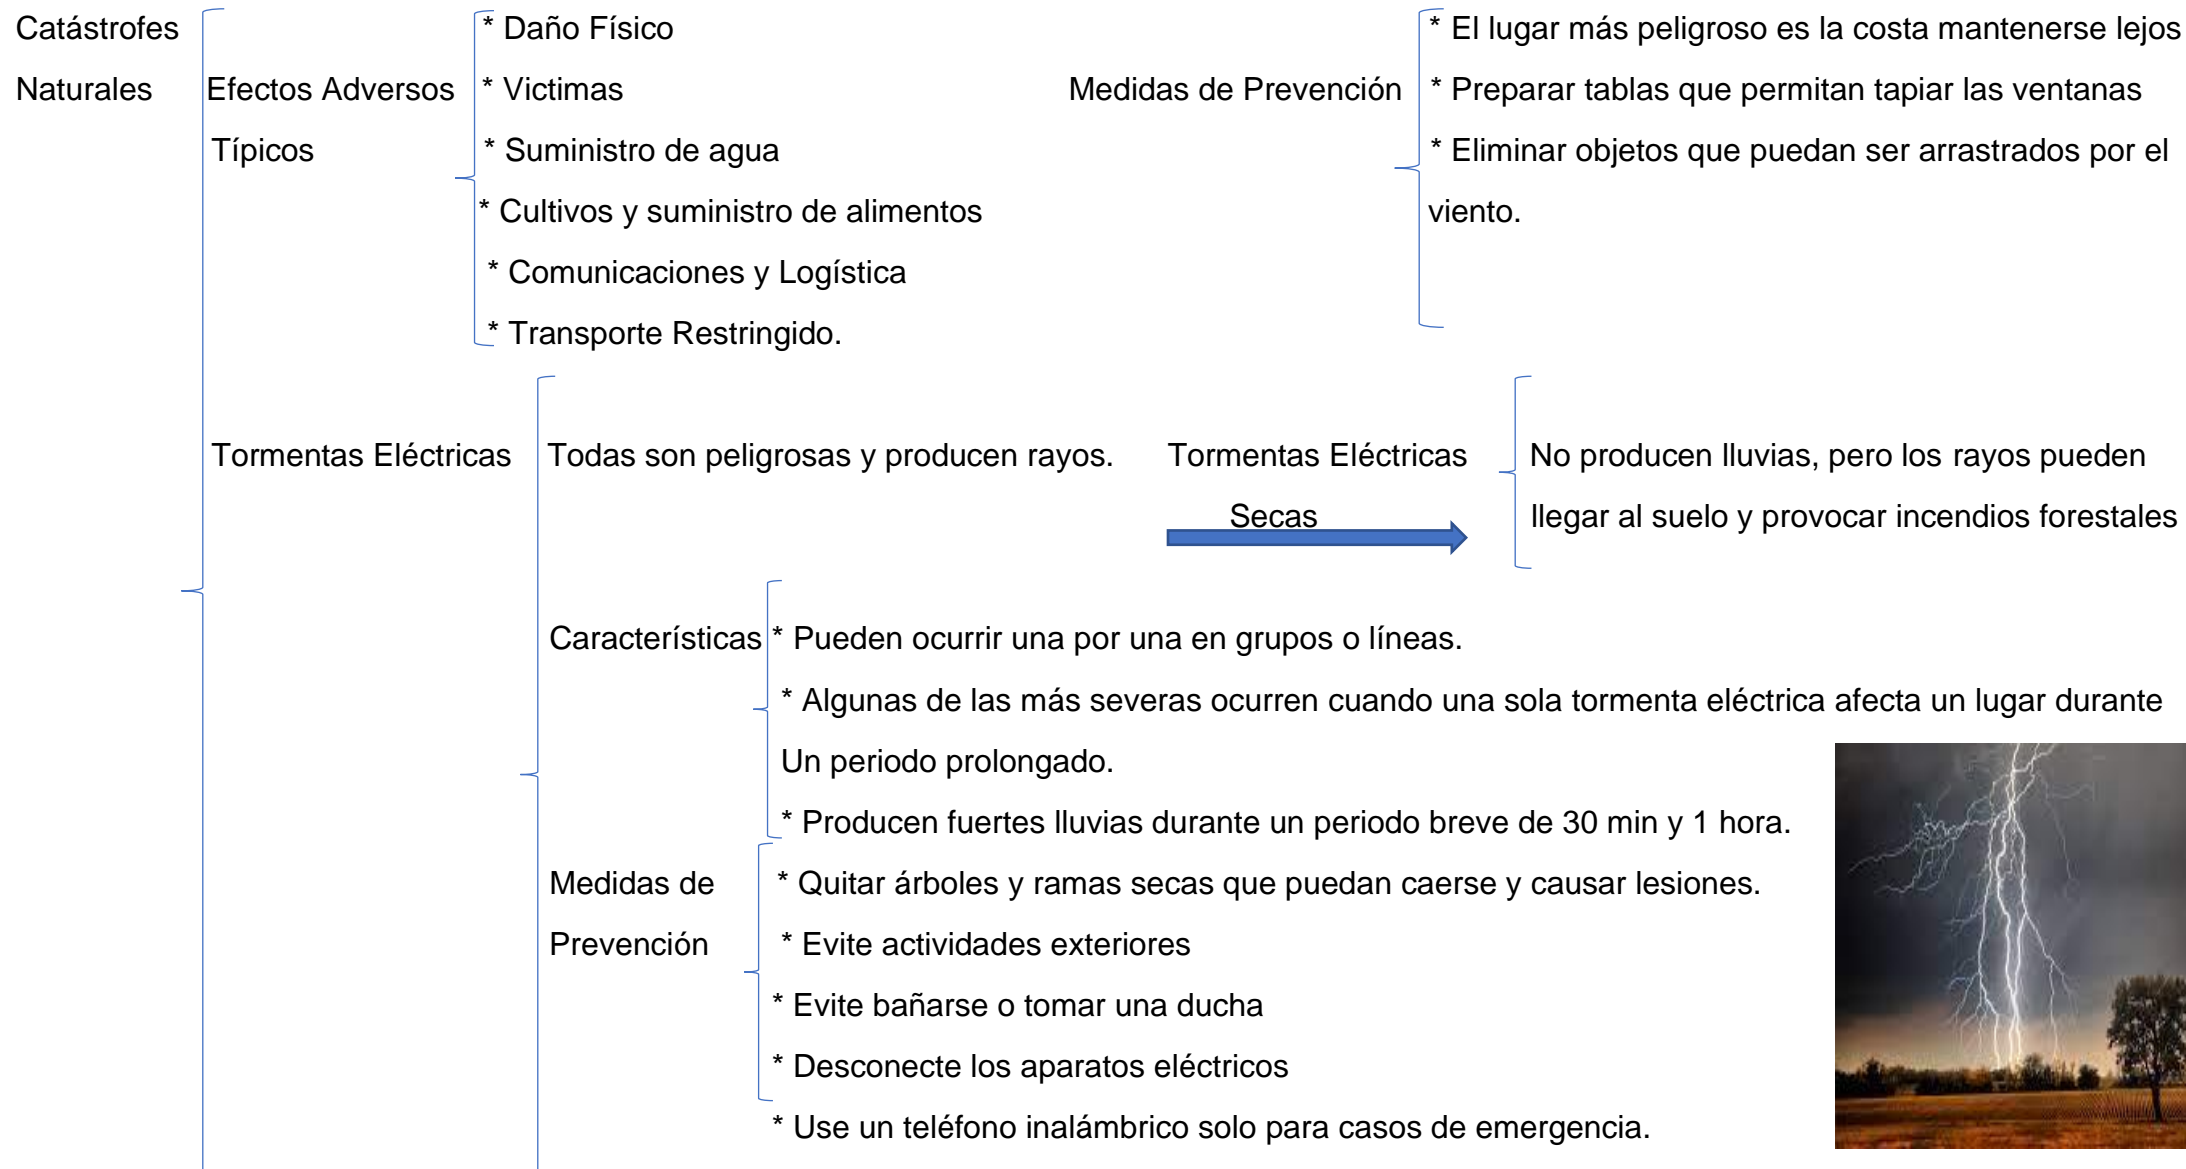 Catástrofes
Naturales
Efectos Adversos
Típicos
* Daño Físico
* Victimas
* Suministro de agua
* Cultivos y suministro de alimentos
* Comunicaciones y Logística
* Transporte Restringido.
Medidas de Prevención
* El lugar más peligroso es la costa mantenerse lejos
* Preparar tablas que permitan tapiar las ventanas
* Eliminar objetos que puedan ser arrastrados por el
viento.
Tormentas Eléctricas
Todas son peligrosas y producen rayos.
Tormentas Eléctricas
Secas
No producen lluvias, pero los rayos pueden
llegar al suelo y provocar incendios forestales
Características
* Pueden ocurrir una por una en grupos o líneas.
* Algunas de las más severas ocurren cuando una sola tormenta eléctrica afecta un lugar durante
Un periodo prolongado.
* Producen fuertes lluvias durante un periodo breve de 30 min y 1 hora.
Medidas de
Prevención
* Quitar árboles y ramas secas que puedan caerse y causar lesiones.
* Evite actividades exteriores
* Evite bañarse o tomar una ducha
* Desconecte los aparatos eléctricos
* Use un teléfono inalámbrico solo para casos de emergencia.